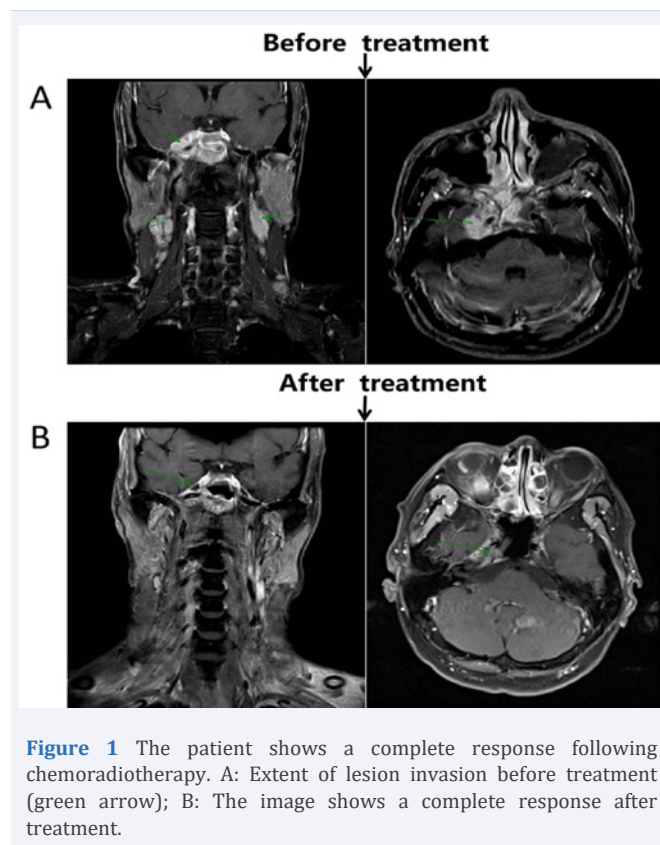 Before treatment
A
After treatment
B
Figure 1 The patient shows a complete response following
chemoradiotherapy. A: Extent of lesion invasion before treatment
(green arrow); B: The image shows a complete response after
treatment.